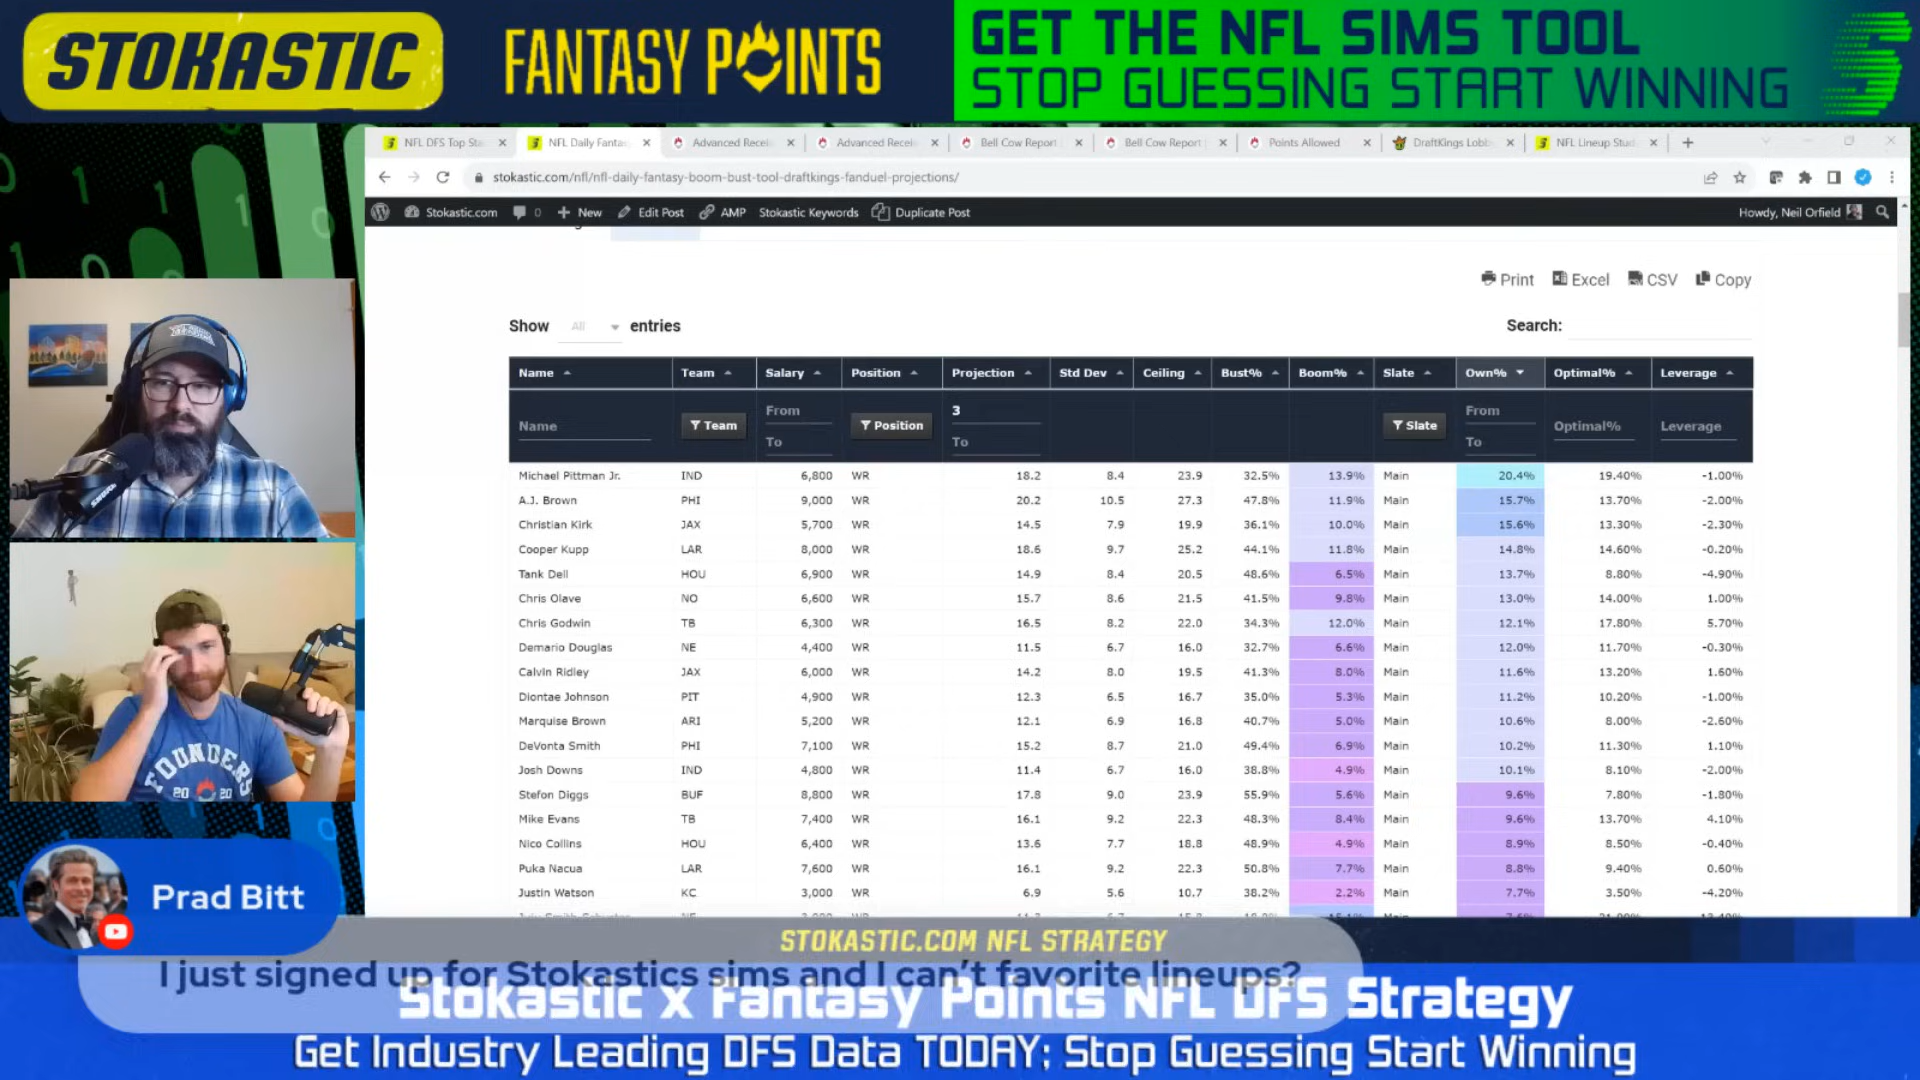 STOKASTIC
FANTASY POINTS
GET THE NFL SIMS TOOL
STOP GUESSING START WINNING
NFL DFS Top Sta
NFL Daily Fantas
Advanced Recei
Advanced Recei
Bell Cow Report
Bell Cow Report
Points Allowed
DraftKings Lobb
NFL Lineup Stud
stokastic.com/nfl/nfl-daily-fantasy-boom-bust-tool-draftkings-fanduel-projections/
Stokastic.com 0 New Edit Post AMP Stokastic Keywords Duplicate Post Howdy, Neil Orfield
Print Excel CSV Copy
Show All entries Search:
Name Team Salary Position Projection Std Dev Ceiling Bust% Boom% Slate Own% Optimal% Leverage
From 3 From
Name Team Position Slate Optimal% Leverage
To To To
Michael Pittman Jr. IND 6,800 WR 18.2 8.4 23.9 32.5% 13.9% Main 20.4% 19.40% -1.00%
A.J. Brown PHI 9,000 WR 20.2 10.5 27.3 47.8% 11.9% Main 15.7% 13.70% -2.00%
Christian Kirk JAX 5,700 WR 14.5 7.9 19.9 36.1% 10.0% Main 15.6% 13.30% -2.30%
Cooper Kupp LAR 8,000 WR 18.6 9.7 25.2 44.1% 11.8% Main 14.8% 14.60% -0.20%
Tank Dell HOU 6,900 WR 14.9 8.4 20.5 48.6% 6.5% Main 13.7% 8.80% -4.90%
Chris Olave NO 6,600 WR 15.7 8.6 21.5 41.5% 9.8% Main 13.0% 14.00% 1.00%
Chris Godwin TB 6,300 WR 16.5 8.2 22.0 34.3% 12.0% Main 12.1% 17.80% 5.70%
Demario Douglas NE 4,400 WR 11.5 6.7 16.0 32.7% 6.6% Main 12.0% 11.70% -0.30%
Calvin Ridley JAX 6,000 WR 14.2 8.0 19.5 41.3% 8.0% Main 11.6% 13.20% 1.60%
Diontae Johnson PIT 4,900 WR 12.3 6.5 16.7 35.0% 5.3% Main 11.2% 10.20% -1.00%
Marquise Brown ARI 5,200 WR 12.1 6.9 16.8 40.7% 5.0% Main 10.6% 8.00% -2.60%
DeVonta Smith PHI 7,100 WR 15.2 8.7 21.0 49.4% 6.9% Main 10.2% 11.30% 1.10%
Josh Downs IND 4,800 WR 11.4 6.7 16.0 38.8% 4.9% Main 10.1% 8.10% -2.00%
Stefon Diggs BUF 8,800 WR 17.8 9.0 23.9 55.9% 5.6% Main 9.6% 7.80% -1.80%
Mike Evans TB 7,400 WR 16.1 9.2 22.3 48.3% 8.4% Main 9.6% 13.70% 4.10%
Nico Collins HOU 6,400 WR 13.6 7.7 18.8 48.9% 4.9% Main 8.9% 8.50% -0.40%
Puka Nacua LAR 7,600 WR 16.1 9.2 22.3 50.8% 7.7% Main 8.8% 9.40% 0.60%
Justin Watson KC 3,000 WR 6.9 5.6 10.7 38.2% 2.2% Main 7.7% 3.50% -4.20%
FOUNDERS
20 20
Prad Bitt
STOKASTIC.COM NFL STRATEGY
I just signed up for Stokastics sims and I can't favorite lineups?
Stokastic x Fantasy Points NFL DFS Strategy
Get Industry Leading DFS Data TODAY; Stop Guessing Start Winning